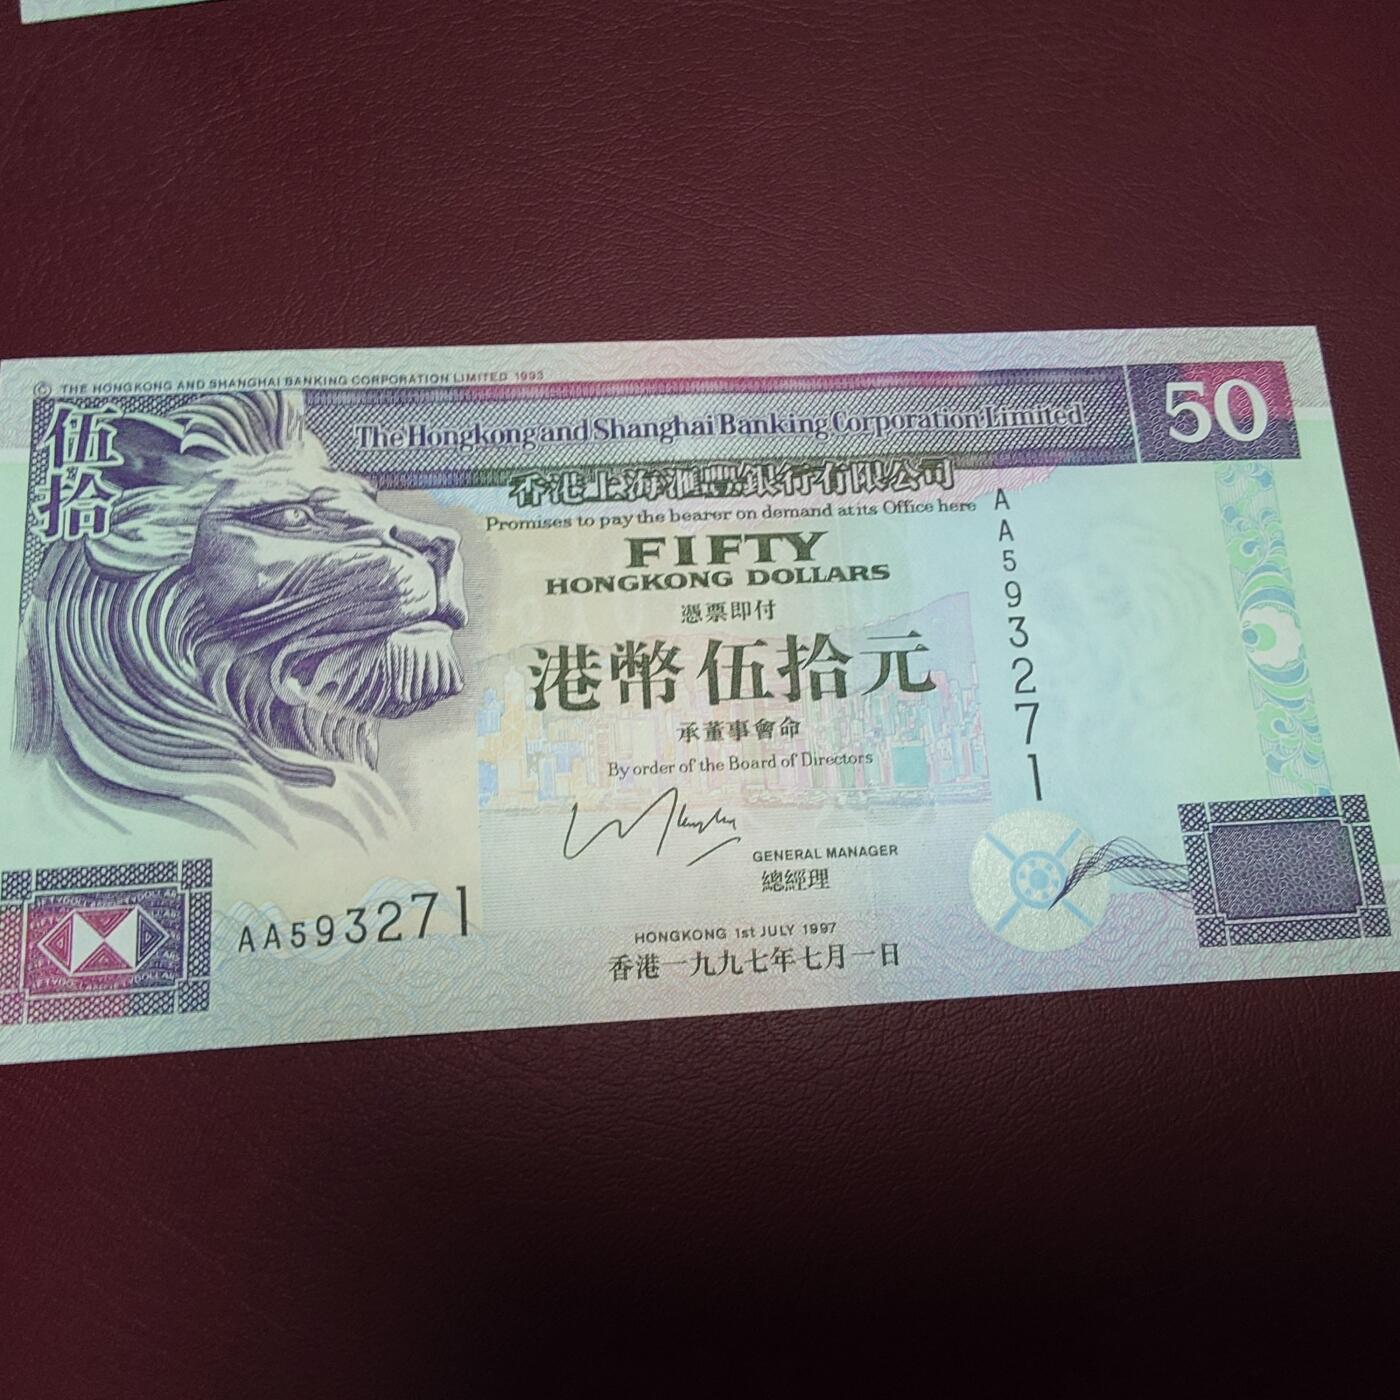 © THE HONGKONG AND SHANGHAI BANKING CORPORATION LIMITED 1993
伍拾
The Hongkong and Shanghai Banking Corporation Limited
50
香港上海滙豐銀行有限公司
Promises to pay the bearer on demand at its Office here
FIFTY
HONGKONG DOLLARS
憑票即付
港幣伍拾元
承董事會命
By order of the Board of Directors
GENERAL MANAGER
總經理
HONGKONG 1st JULY 1997
香港一九九七年七月一日
AA593271
AA593271